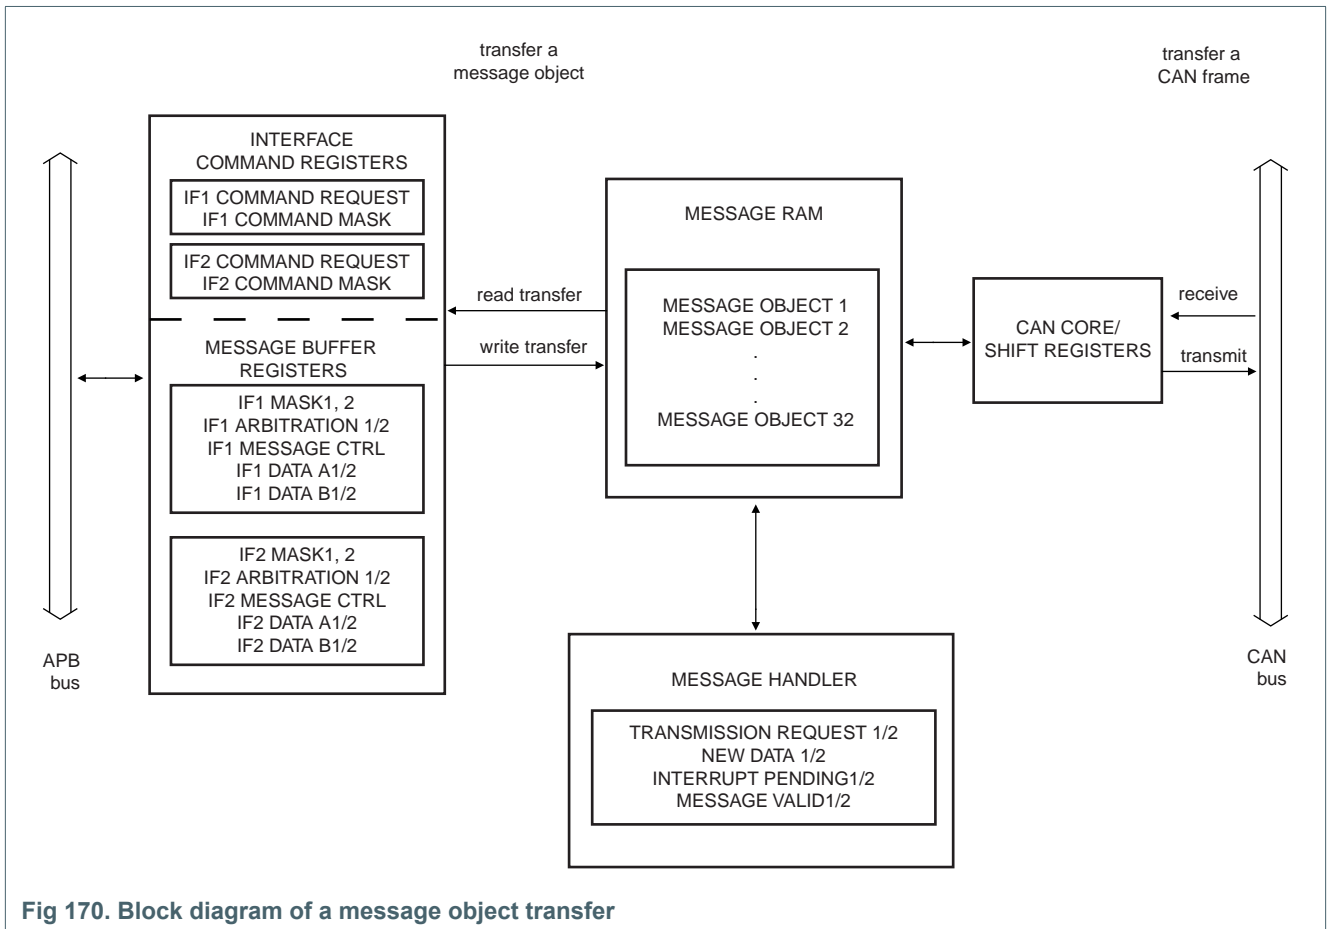 transfer a
message object
transfer a
CAN frame
INTERFACE
COMMAND REGISTERS
IF1 COMMAND REQUEST
IF1 COMMAND MASK
IF2 COMMAND REQUEST
IF2 COMMAND MASK
MESSAGE BUFFER
REGISTERS
IF1 MASK1, 2
IF1 ARBITRATION 1/2
IF1 MESSAGE CTRL
IF1 DATA A1/2
IF1 DATA B1/2
IF2 MASK1, 2
IF2 ARBITRATION 1/2
IF2 MESSAGE CTRL
IF2 DATA A1/2
IF2 DATA B1/2
APB
bus
read transfer
write transfer
MESSAGE RAM
MESSAGE OBJECT 1
MESSAGE OBJECT 2
.
.
.
MESSAGE OBJECT 32
CAN CORE/
SHIFT REGISTERS
receive
transmit
CAN
bus
MESSAGE HANDLER
TRANSMISSION REQUEST 1/2
NEW DATA 1/2
INTERRUPT PENDING1/2
MESSAGE VALID1/2
Fig 170. Block diagram of a message object transfer